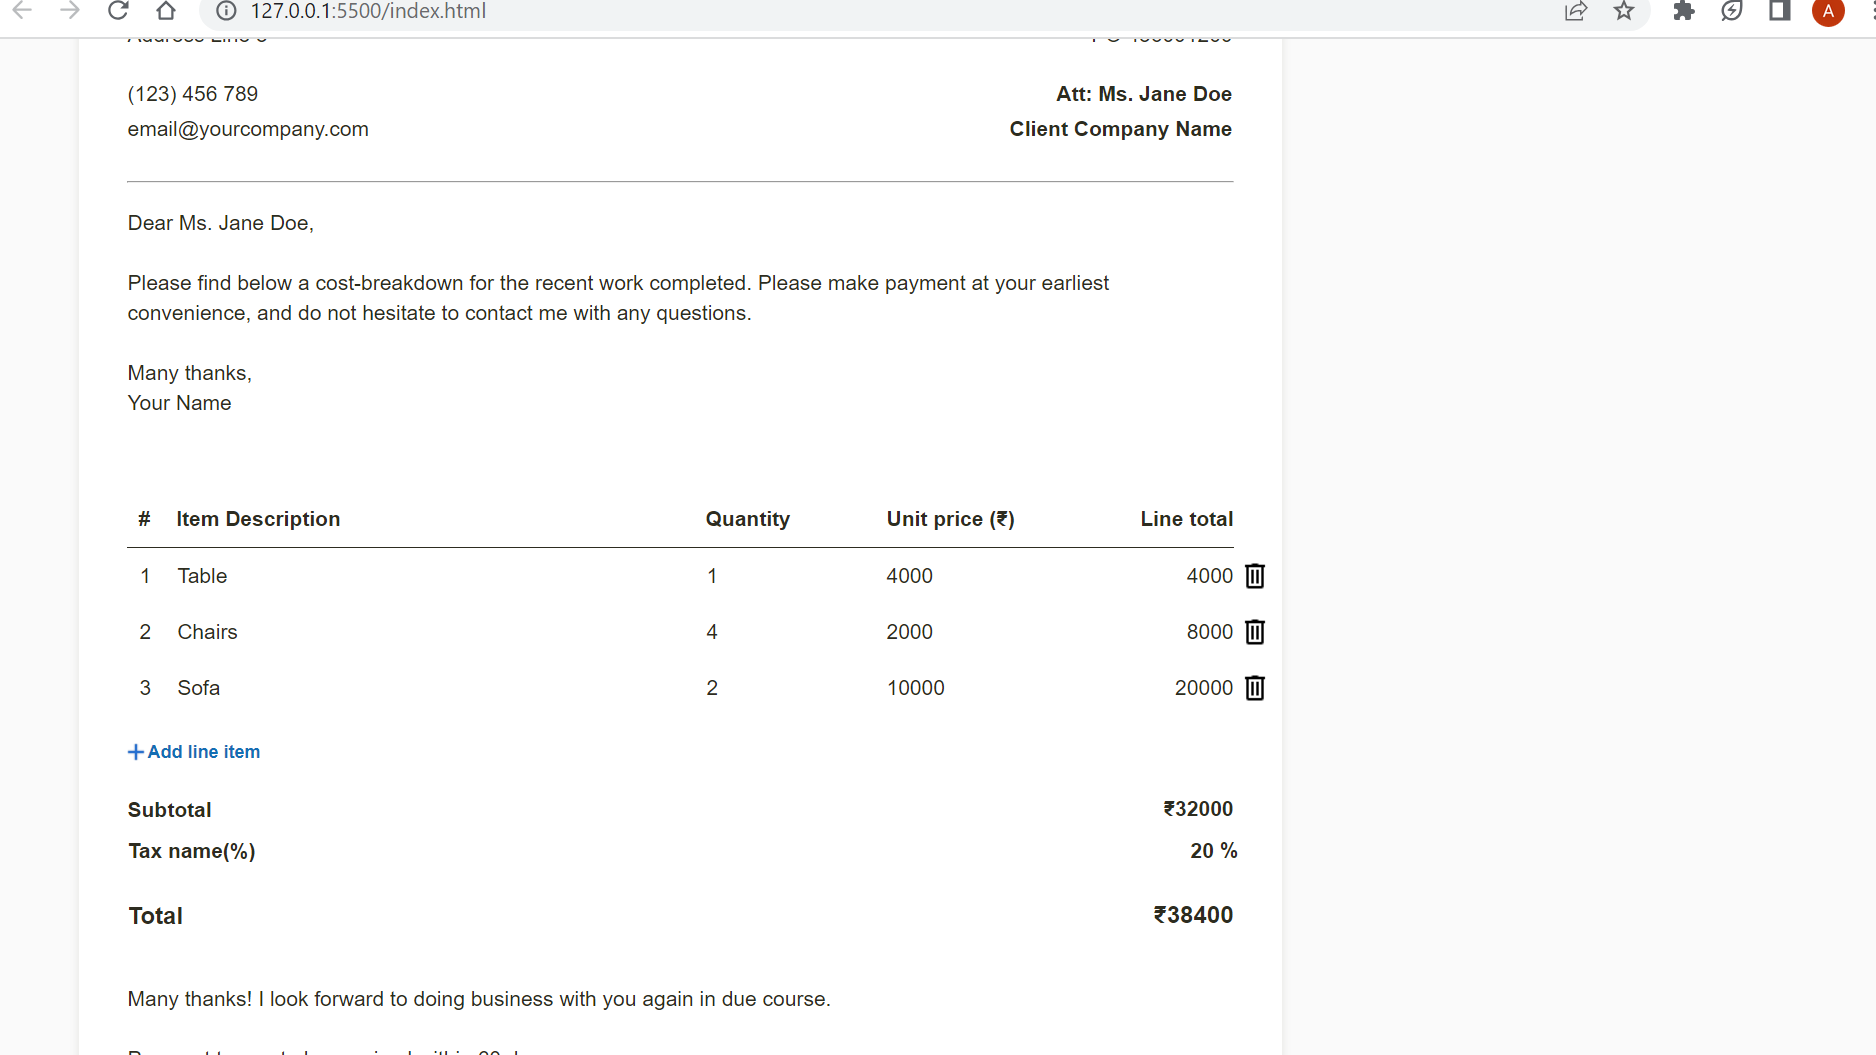 127.0.0.1:5500/index.html
A
(123) 456 789
Att: Ms. Jane Doe
email@yourcompany.com
Client Company Name
Dear Ms. Jane Doe,
Please find below a cost-breakdown for the recent work completed. Please make payment at your earliest
convenience, and do not hesitate to contact me with any questions.
Many thanks,
Your Name
# Item Description Quantity Unit price (₹) Line total
1 Table 1 4000 4000
2 Chairs 4 2000 8000
3 Sofa 2 10000 20000
+Add line item
Subtotal ₹32000
Tax name(%) 20 %
Total ₹38400
Many thanks! I look forward to doing business with you again in due course.